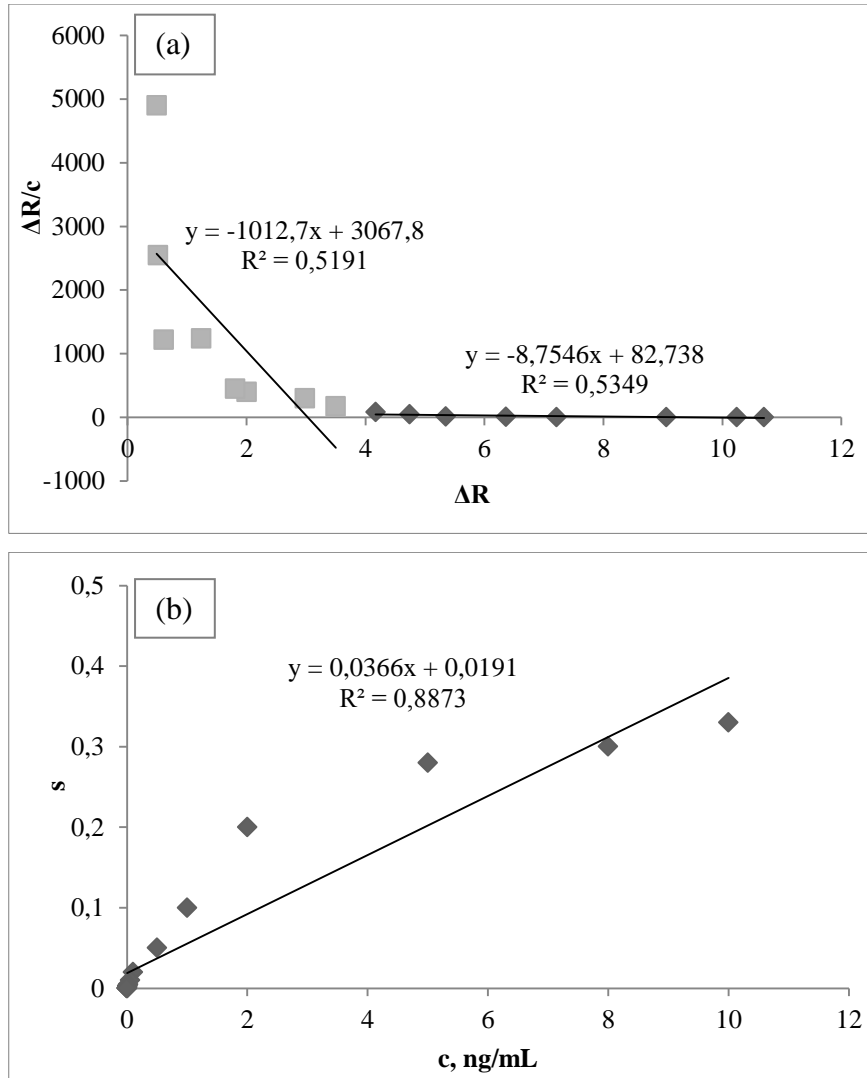 (a)
6000
5000
4000
3000
2000
1000
0
-1000
ΔR/c
y = -1012,7x + 3067,8
R² = 0,5191
y = -8,7546x + 82,738
R² = 0,5349
0 2 4 6 8 10 12
ΔR
(b)
0,5
0,4
0,3
0,2
0,1
0
s
y = 0,0366x + 0,0191
R² = 0,8873
0 2 4 6 8 10 12
c, ng/mL